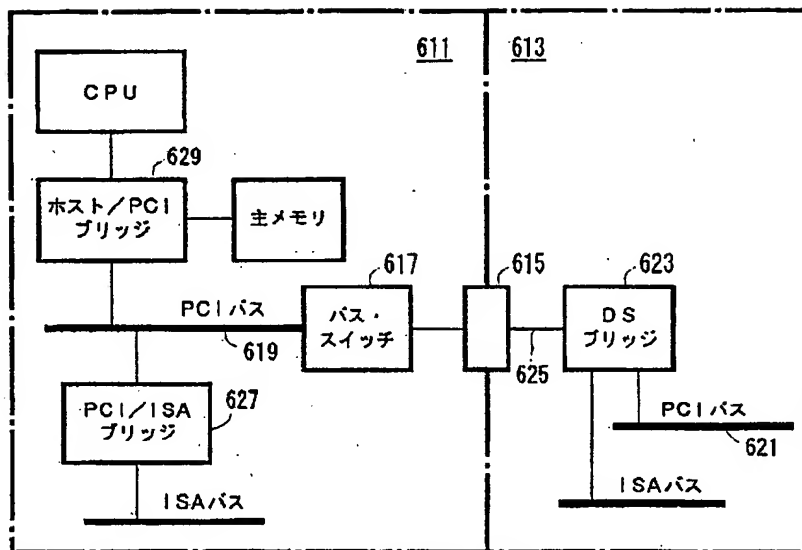 611
613
CPU
629
ホスト／PCI
ブリッジ
主メモリ
617
615
623
PCIバス
バス・
スイッチ
DS
ブリッジ
619
625
PCI／ISA
ブリッジ
627
PCIバス
621
ISAバス
ISAバス